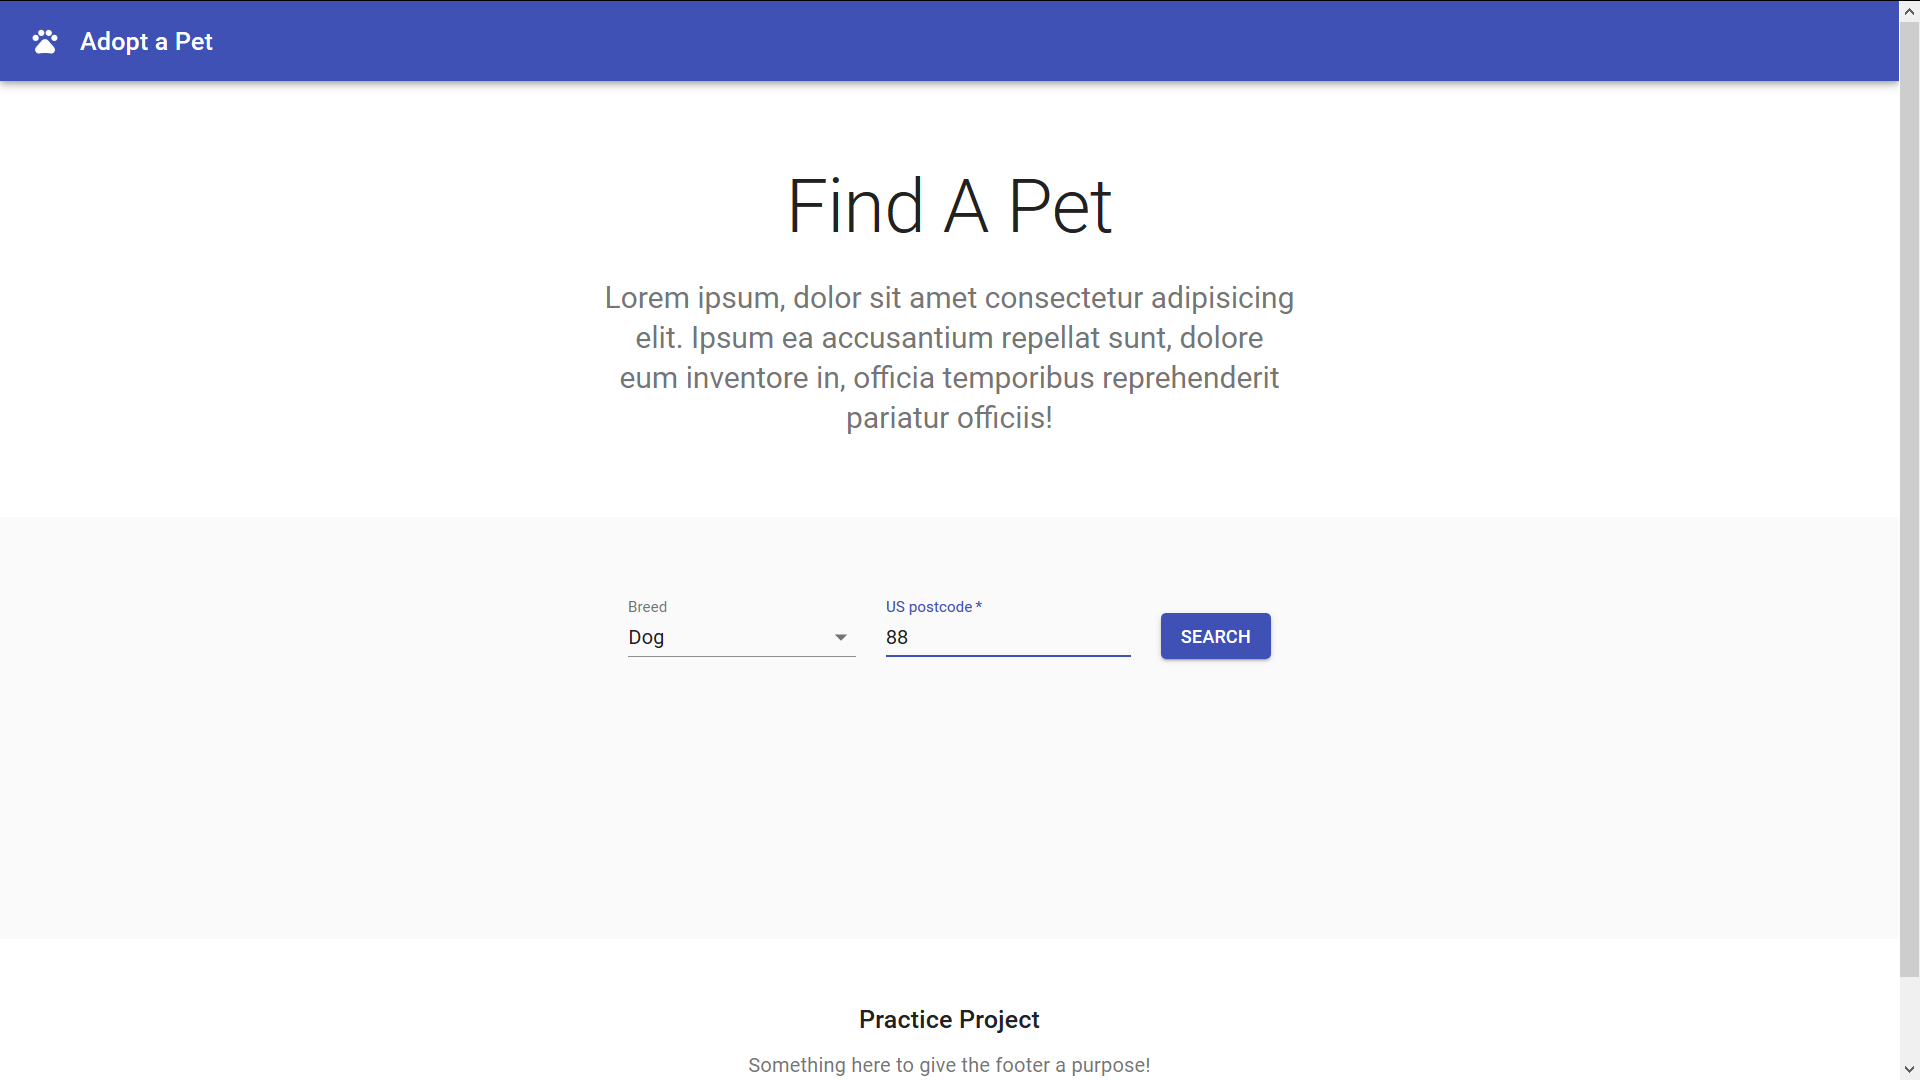 Adopt a Pet
Find A Pet
Lorem ipsum, dolor sit amet consectetur adipisicing
elit. Ipsum ea accusantium repellat sunt, dolore
eum inventore in, officia temporibus reprehenderit
pariatur officiis!
Breed
Dog
US postcode *
88
SEARCH
Practice Project
Something here to give the footer a purpose!